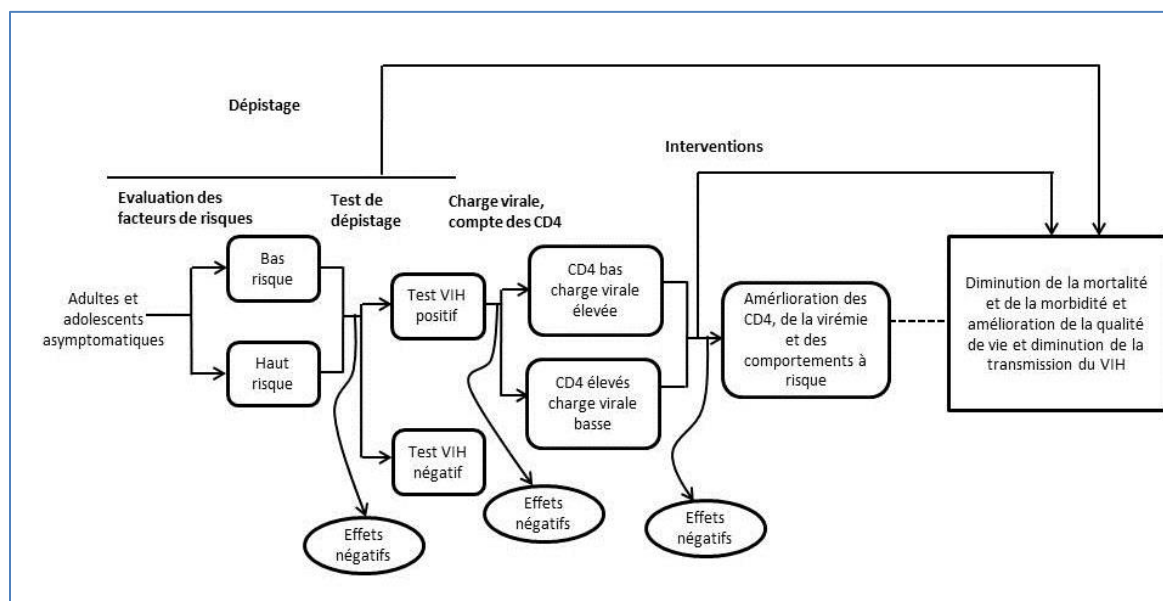 Dépistage
Interventions
Evaluation des
facteurs de risques
Test de
dépistage
Charge virale,
compte des CD4
Adultes et
adolescents
asymptomatiques
Bas
risque
Haut
risque
Test VIH
positif
Test VIH
négatif
CD4 bas
charge virale
élevée
CD4 élevés
charge virale
basse
Amérlioration des
CD4, de la virémie
et des
comportements à
risque
Diminution de la mortalité
et de la morbidité et
amélioration de la qualité
de vie et diminution de la
transmission du VIH
Effets
négatifs
Effets
négatifs
Effets
négatifs